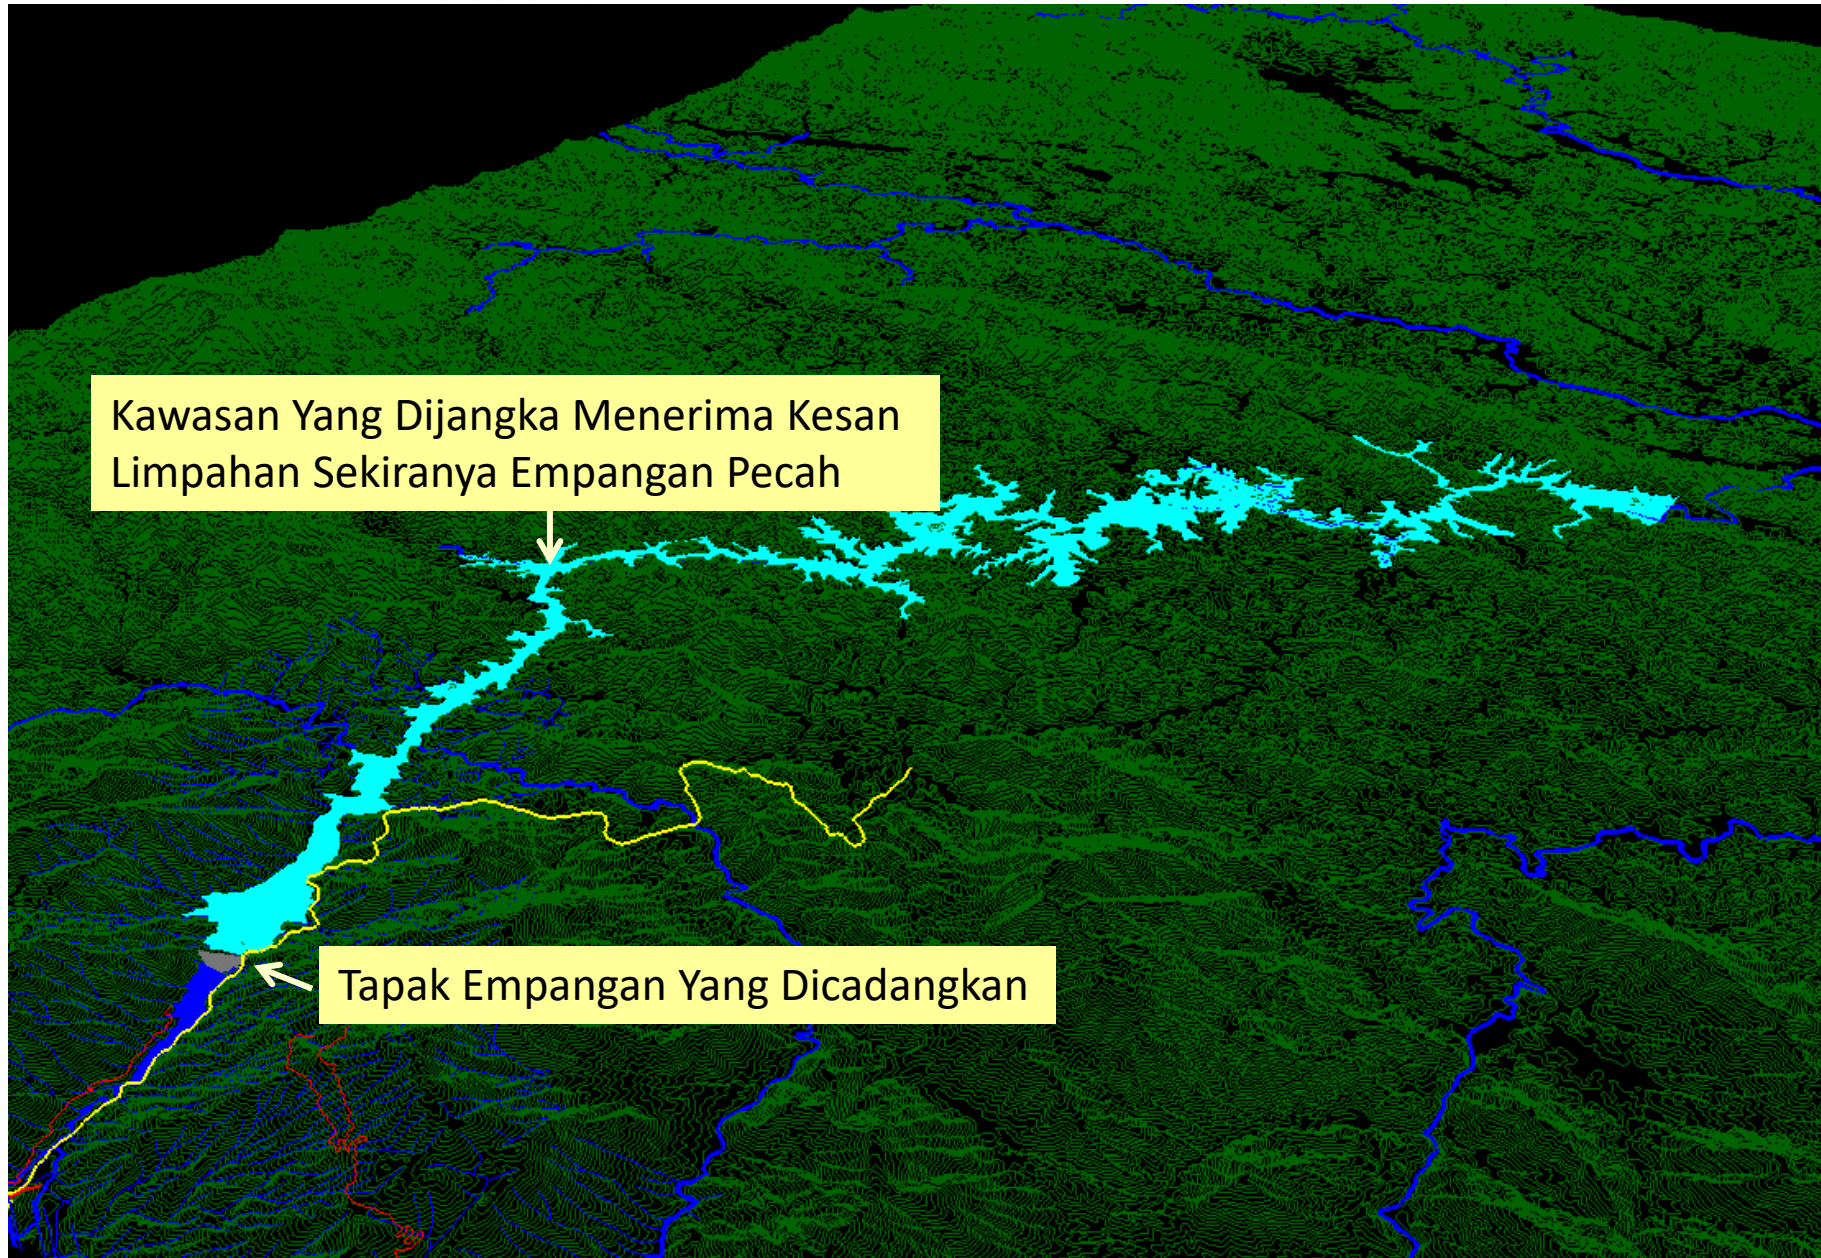 Kawasan Yang Dijangka Menerima Kesan
Limpahan Sekiranya Empangan Pecah
Tapak Empangan Yang Dicadangkan